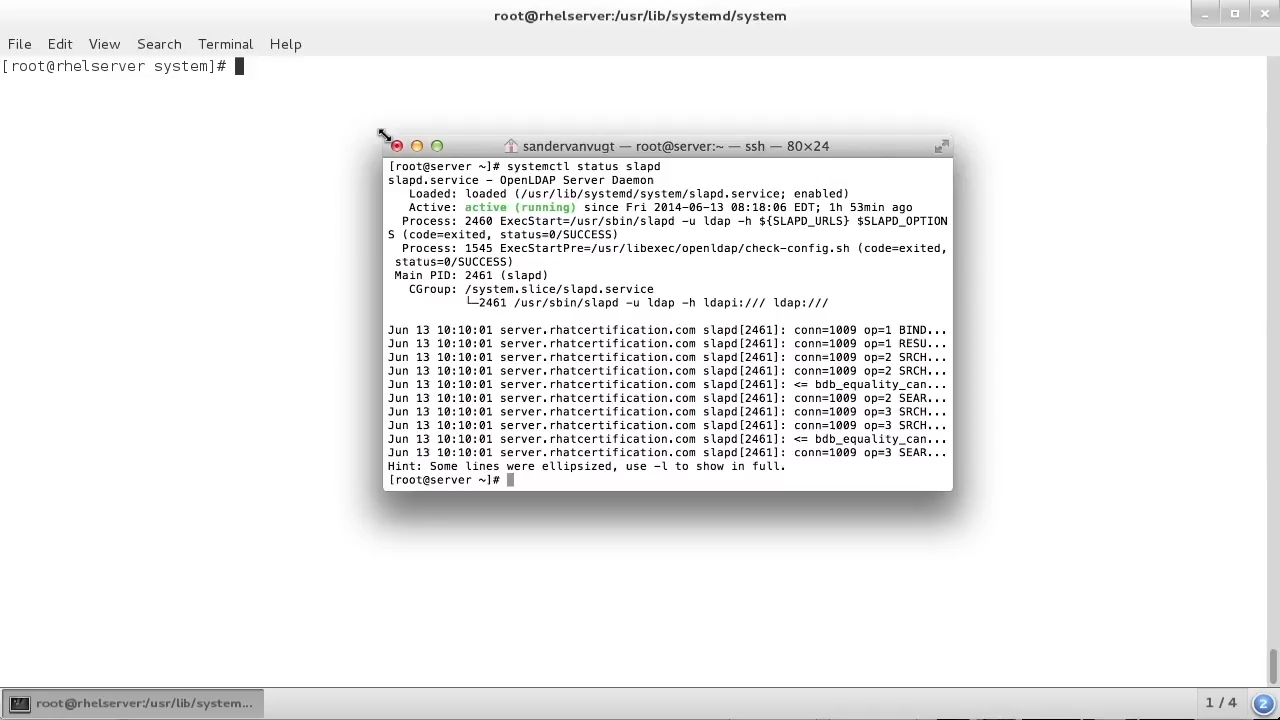 root@rhelserver:/usr/lib/systemd/system
File Edit View Search Terminal Help
[root@rhelserver system]#
sandervanvugt — root@server:~ — ssh — 80×24
[root@server ~]# systemctl status slapd
slapd.service - OpenLDAP Server Daemon
   Loaded: loaded (/usr/lib/systemd/system/slapd.service; enabled)
   Active: active (running) since Fri 2014-06-13 08:18:06 EDT; 1h 53min ago
  Process: 2460 ExecStart=/usr/sbin/slapd -u ldap -h ${SLAPD_URLS} $SLAPD_OPTION
S (code=exited, status=0/SUCCESS)
  Process: 1545 ExecStartPre=/usr/libexec/openldap/check-config.sh (code=exited,
 status=0/SUCCESS)
 Main PID: 2461 (slapd)
   CGroup: /system.slice/slapd.service
           └─2461 /usr/sbin/slapd -u ldap -h ldapi:/// ldap:///
Jun 13 10:10:01 server.rhatcertification.com slapd[2461]: conn=1009 op=1 BIND...
Jun 13 10:10:01 server.rhatcertification.com slapd[2461]: conn=1009 op=1 RESU...
Jun 13 10:10:01 server.rhatcertification.com slapd[2461]: conn=1009 op=2 SRCH...
Jun 13 10:10:01 server.rhatcertification.com slapd[2461]: conn=1009 op=2 SRCH...
Jun 13 10:10:01 server.rhatcertification.com slapd[2461]: <= bdb_equality_can...
Jun 13 10:10:01 server.rhatcertification.com slapd[2461]: conn=1009 op=2 SEAR...
Jun 13 10:10:01 server.rhatcertification.com slapd[2461]: conn=1009 op=3 SRCH...
Jun 13 10:10:01 server.rhatcertification.com slapd[2461]: conn=1009 op=3 SRCH...
Jun 13 10:10:01 server.rhatcertification.com slapd[2461]: <= bdb_equality_can...
Jun 13 10:10:01 server.rhatcertification.com slapd[2461]: conn=1009 op=3 SEAR...
Hint: Some lines were ellipsized, use -l to show in full.
[root@server ~]#
root@rhelserver:/usr/lib/system...
1 / 4
2